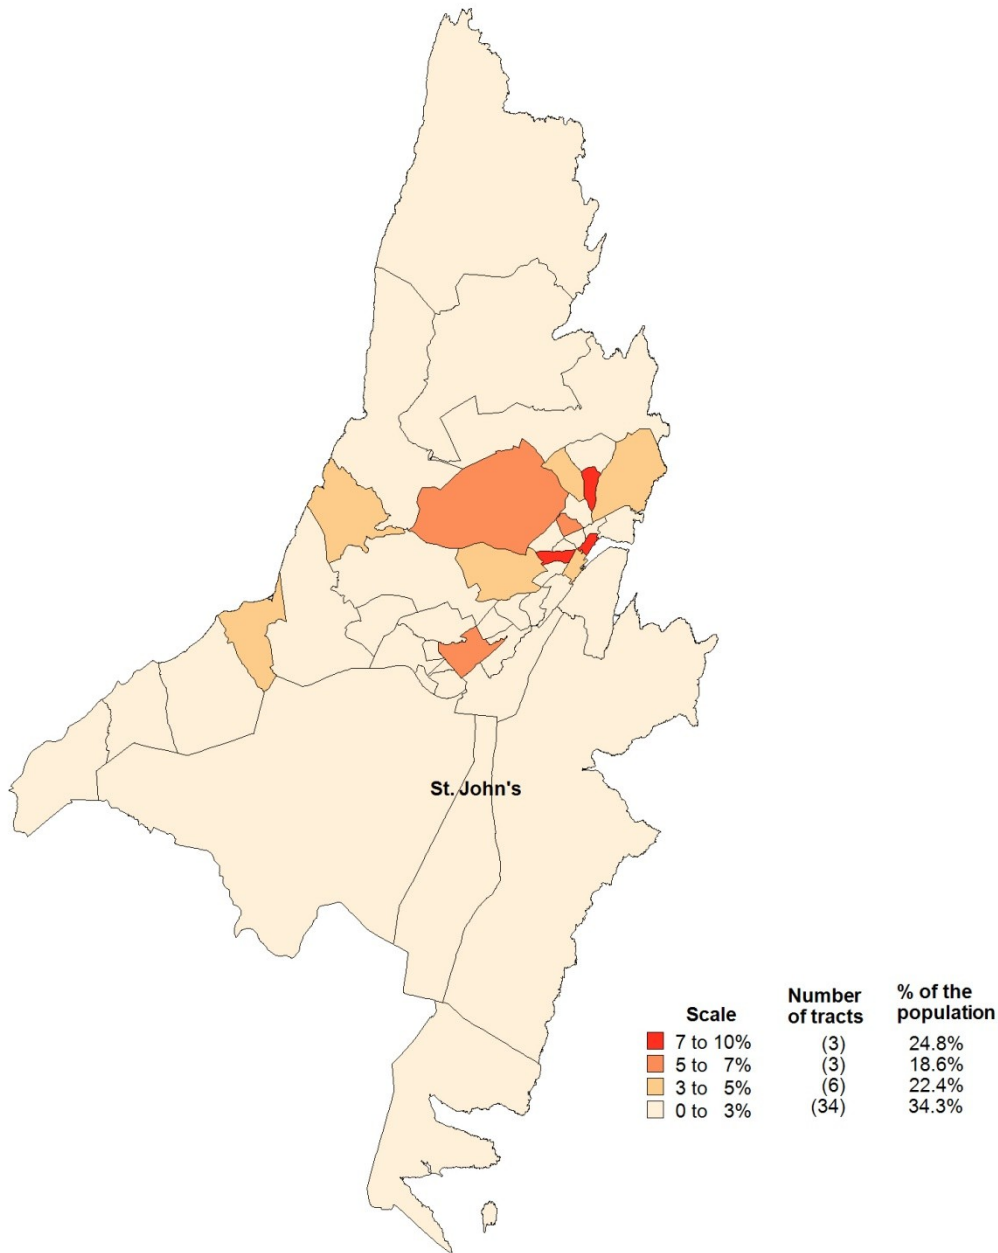 St. John's
Scale Number of tracts % of the population
7 to 10% (3) 24.8%
5 to 7% (3) 18.6%
3 to 5% (6) 22.4%
0 to 3% (34) 34.3%